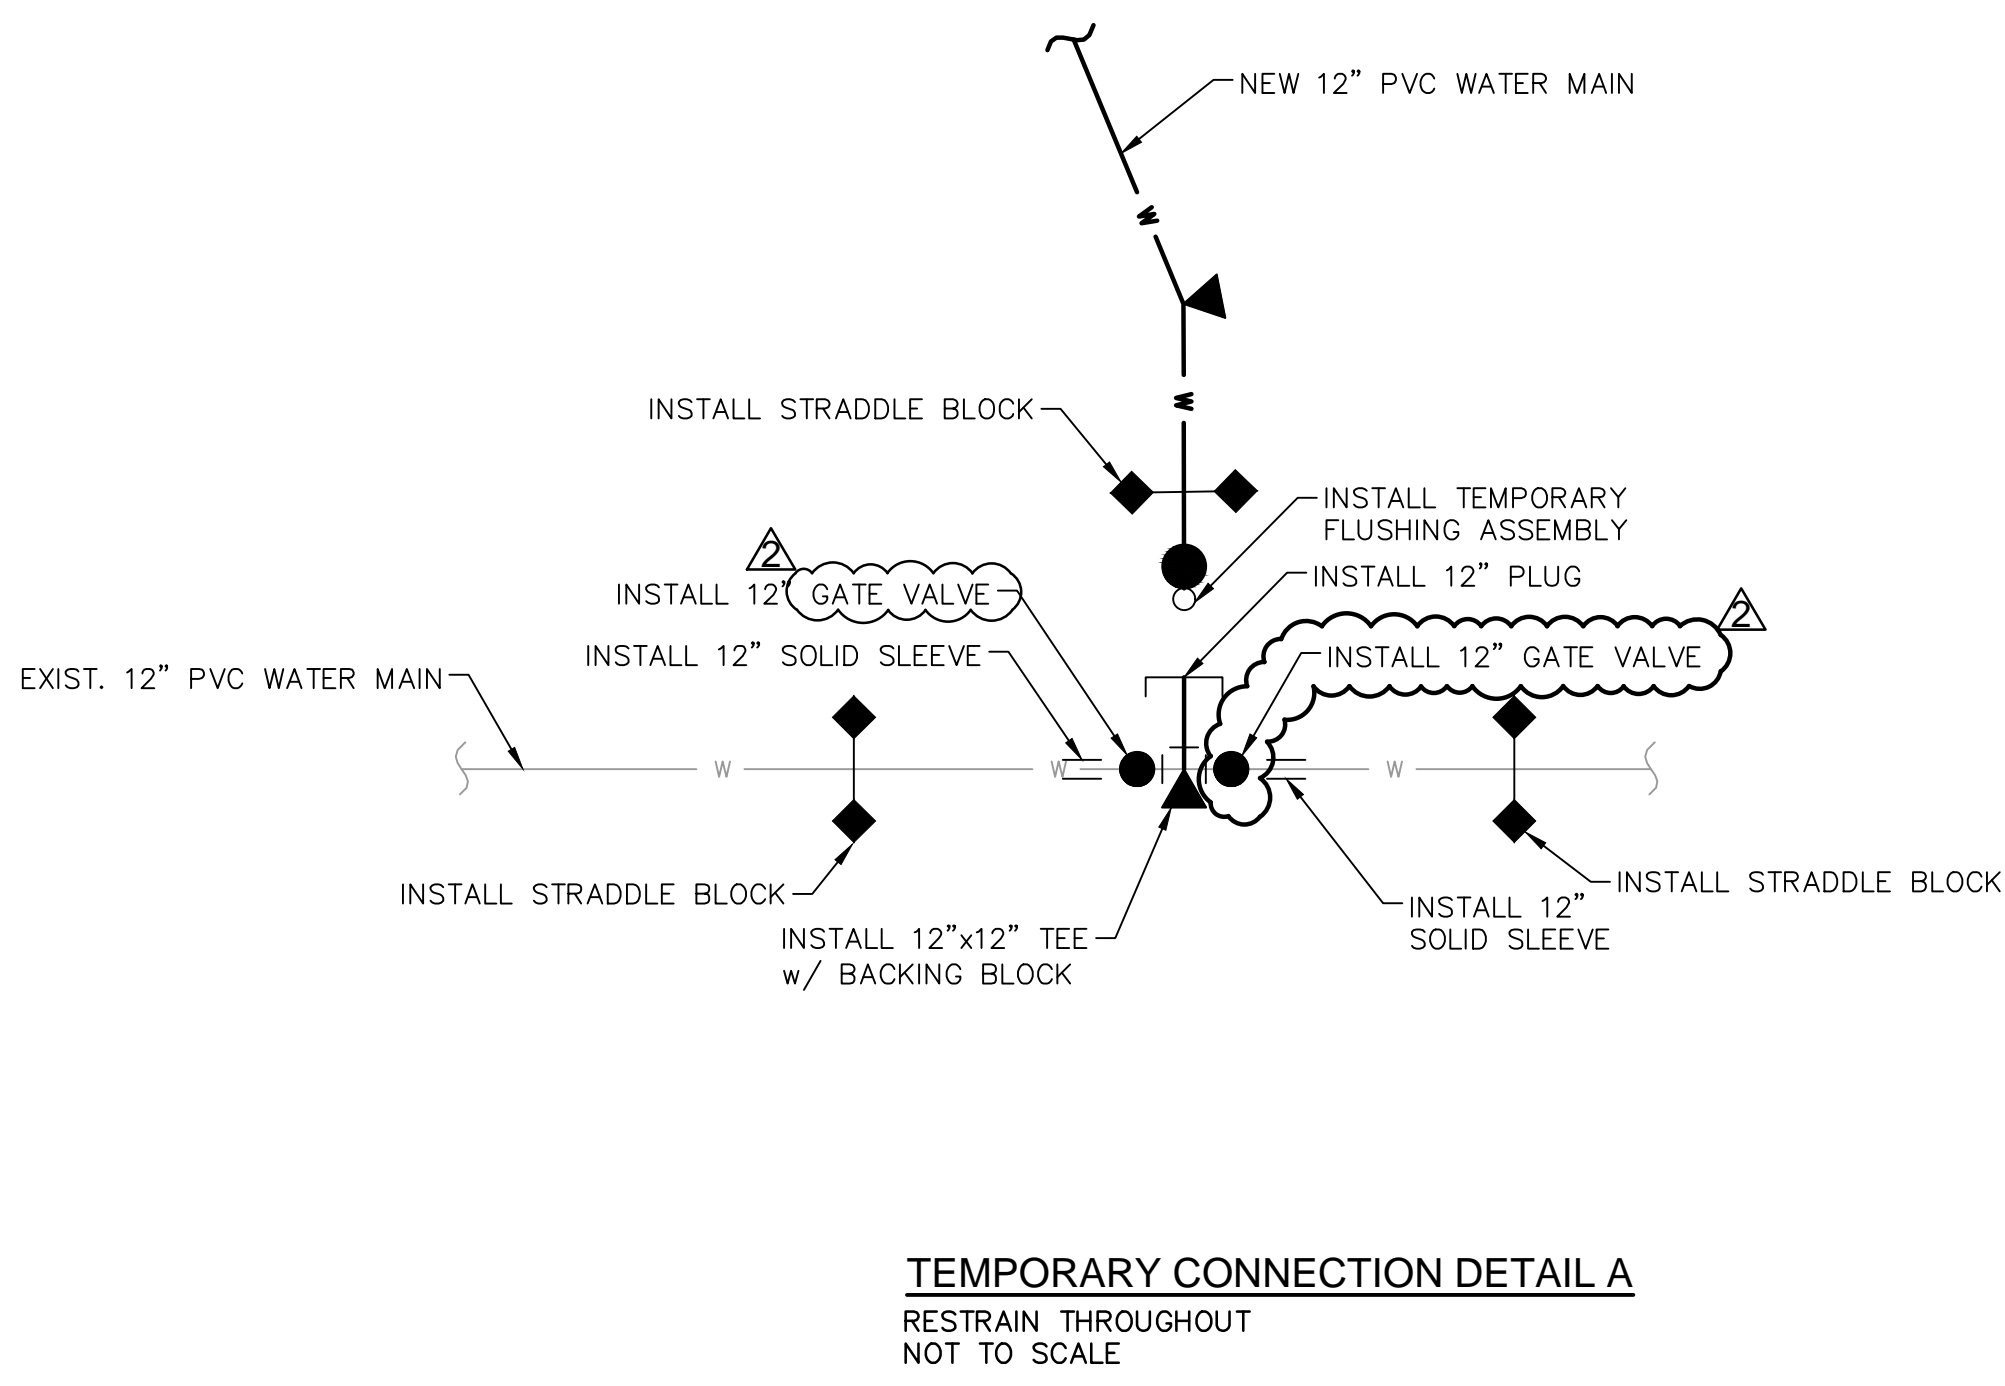 NEW 12” PVC WATER MAIN
W
W
INSTALL STRADDLE BLOCK
INSTALL TEMPORARY
FLUSHING ASSEMBLY
2
INSTALL 12” GATE VALVE
INSTALL 12” PLUG
2
INSTALL 12” SOLID SLEEVE
INSTALL 12” GATE VALVE
EXIST. 12” PVC WATER MAIN
W
W
W
INSTALL STRADDLE BLOCK
INSTALL STRADDLE BLOCK
INSTALL 12”
SOLID SLEEVE
INSTALL 12”x12” TEE
w/ BACKING BLOCK
TEMPORARY CONNECTION DETAIL A
RESTRAIN THROUGHOUT
NOT TO SCALE